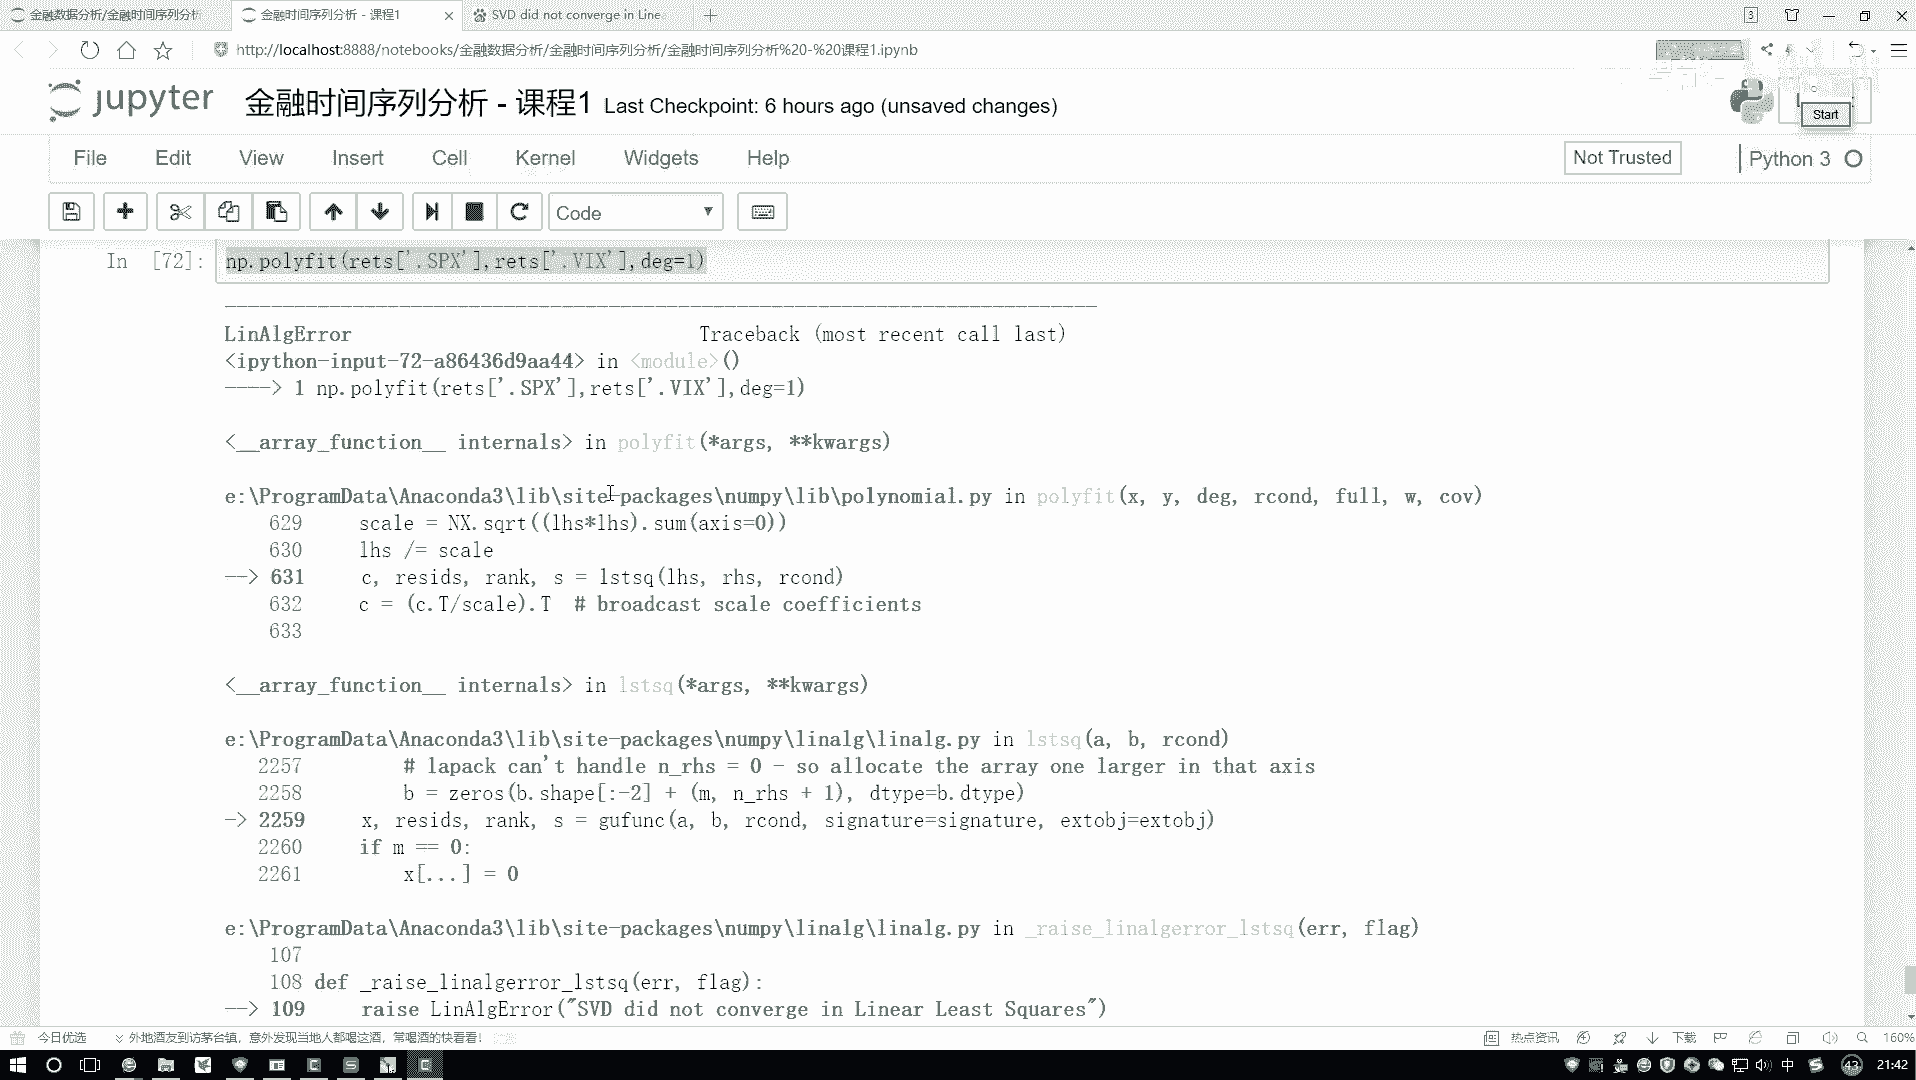 金融数据分析/金融时间序列分析
金融时间序列分析 - 课程1
SVD did not converge in Line
3
http://localhost:8888/notebooks/金融数据分析/金融时间序列分析/金融时间序列分析%20-%20课程1.ipynb
jupyter 金融时间序列分析 - 课程1 Last Checkpoint: 6 hours ago (unsaved changes)
Start
File Edit View Insert Cell Kernel Widgets Help
Not Trusted
Python 3
Code
In [72]: np.polyfit(rets['.SPX'],rets['.VIX'],deg=1)
LinAlgError Traceback (most recent call last)
<ipython-input-72-a86436d9aa44> in <module>()
----> 1 np.polyfit(rets['.SPX'],rets['.VIX'],deg=1)
<__array_function__ internals> in polyfit(*args, **kwargs)
e:\ProgramData\Anaconda3\lib\site-packages\numpy\lib\polynomial.py in polyfit(x, y, deg, rcond, full, w, cov)
629 scale = NX.sqrt((lhs*lhs).sum(axis=0))
630 lhs /= scale
--> 631 c, resids, rank, s = lstsq(lhs, rhs, rcond)
632 c = (c.T/scale).T # broadcast scale coefficients
633
<__array_function__ internals> in lstsq(*args, **kwargs)
e:\ProgramData\Anaconda3\lib\site-packages\numpy\linalg\linalg.py in lstsq(a, b, rcond)
2257 # lapack can't handle n_rhs = 0 - so allocate the array one larger in that axis
2258 b = zeros(b.shape[:-2] + (m, n_rhs + 1), dtype=b.dtype)
-> 2259 x, resids, rank, s = gufunc(a, b, rcond, signature=signature, extobj=extobj)
2260 if m == 0:
2261 x[...] = 0
e:\ProgramData\Anaconda3\lib\site-packages\numpy\linalg\linalg.py in _raise_linalgerror_lstsq(err, flag)
107
108 def _raise_linalgerror_lstsq(err, flag):
--> 109 raise LinAlgError("SVD did not converge in Linear Least Squares")
今日优选
外地酒友到访茅台镇，意外发现当地人都喝这酒，常喝酒的快看看!
热点资讯
下载
160%
中
43
21:42